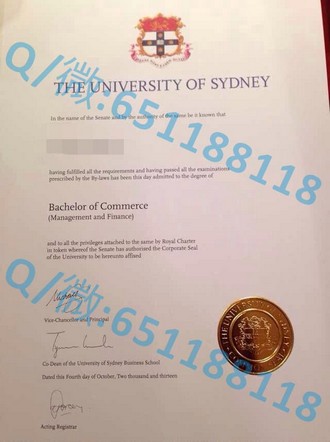 THE UNIVERSITY OF SYDNEY
In the name of the Senate and by the authority of the same be it known that
having fulfilled all the requirements and having passed all the examinations
prescribed by the By-laws has been this day admitted to the degree of
Bachelor of Commerce
(Management and Finance)
and to all the privileges attached to the same by Royal Charter
in token whereof the Senate has authorised the Corporate Seal
of the University to be hereunto affixed
Vice-Chancellor and Principal
Co-Dean of the University of Sydney Business School
Dated this Fourth day of October, Two thousand and thirteen
Acting Registrar
Q/微:651188118
Q/微:651188118
Q/微:651188118